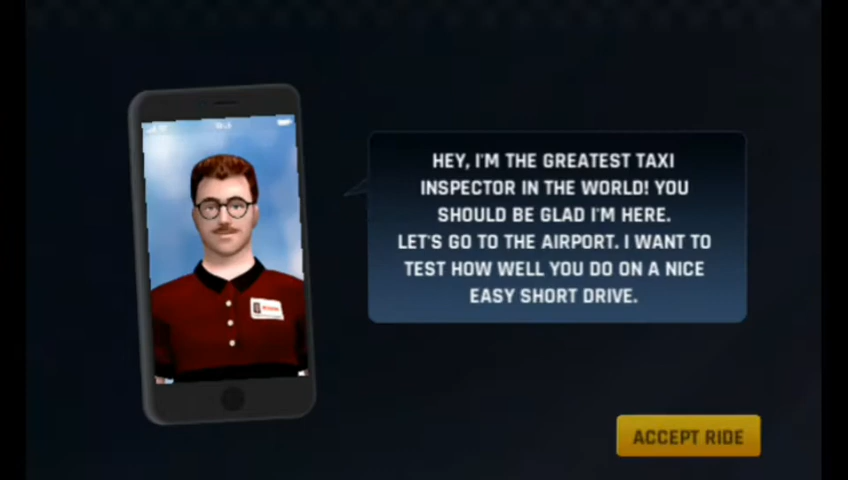 HEY, I'M THE GREATEST TAXI
INSPECTOR IN THE WORLD! YOU
SHOULD BE GLAD I'M HERE.
LET'S GO TO THE AIRPORT. I WANT TO
TEST HOW WELL YOU DO ON A NICE
EASY SHORT DRIVE.
ACCEPT RIDE